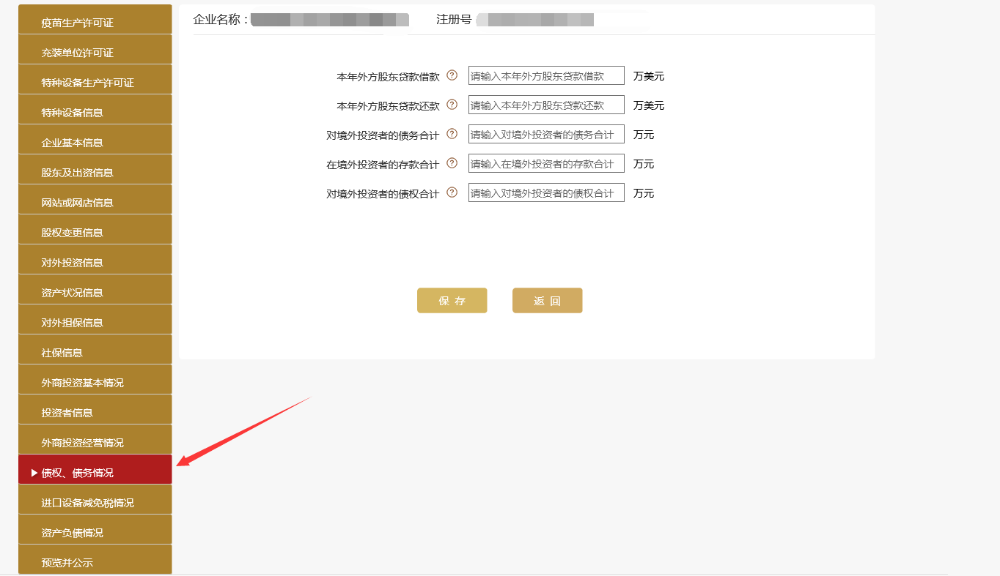 疫苗生产许可证
充装单位许可证
特种设备生产许可证
特种设备信息
企业基本信息
股东及出资信息
网站或网店信息
股权变更信息
对外投资信息
资产状况信息
对外担保信息
社保信息
外商投资基本情况
投资者信息
外商投资经营情况
债权、债务情况
进口设备减免税情况
资产负债情况
预览并公示
企业名称： 注册号
本年外方股东贷款借款 ? 请输入本年外方股东贷款借款 万美元
本年外方股东贷款还款 ? 请输入本年外方股东贷款还款 万美元
对境外投资者的债务合计 ? 请输入对境外投资者的债务合计 万元
在境外投资者的存款合计 ? 请输入在境外投资者的存款合计 万元
对境外投资者的债权合计 ? 请输入对境外投资者的债权合计 万元
保 存 返 回